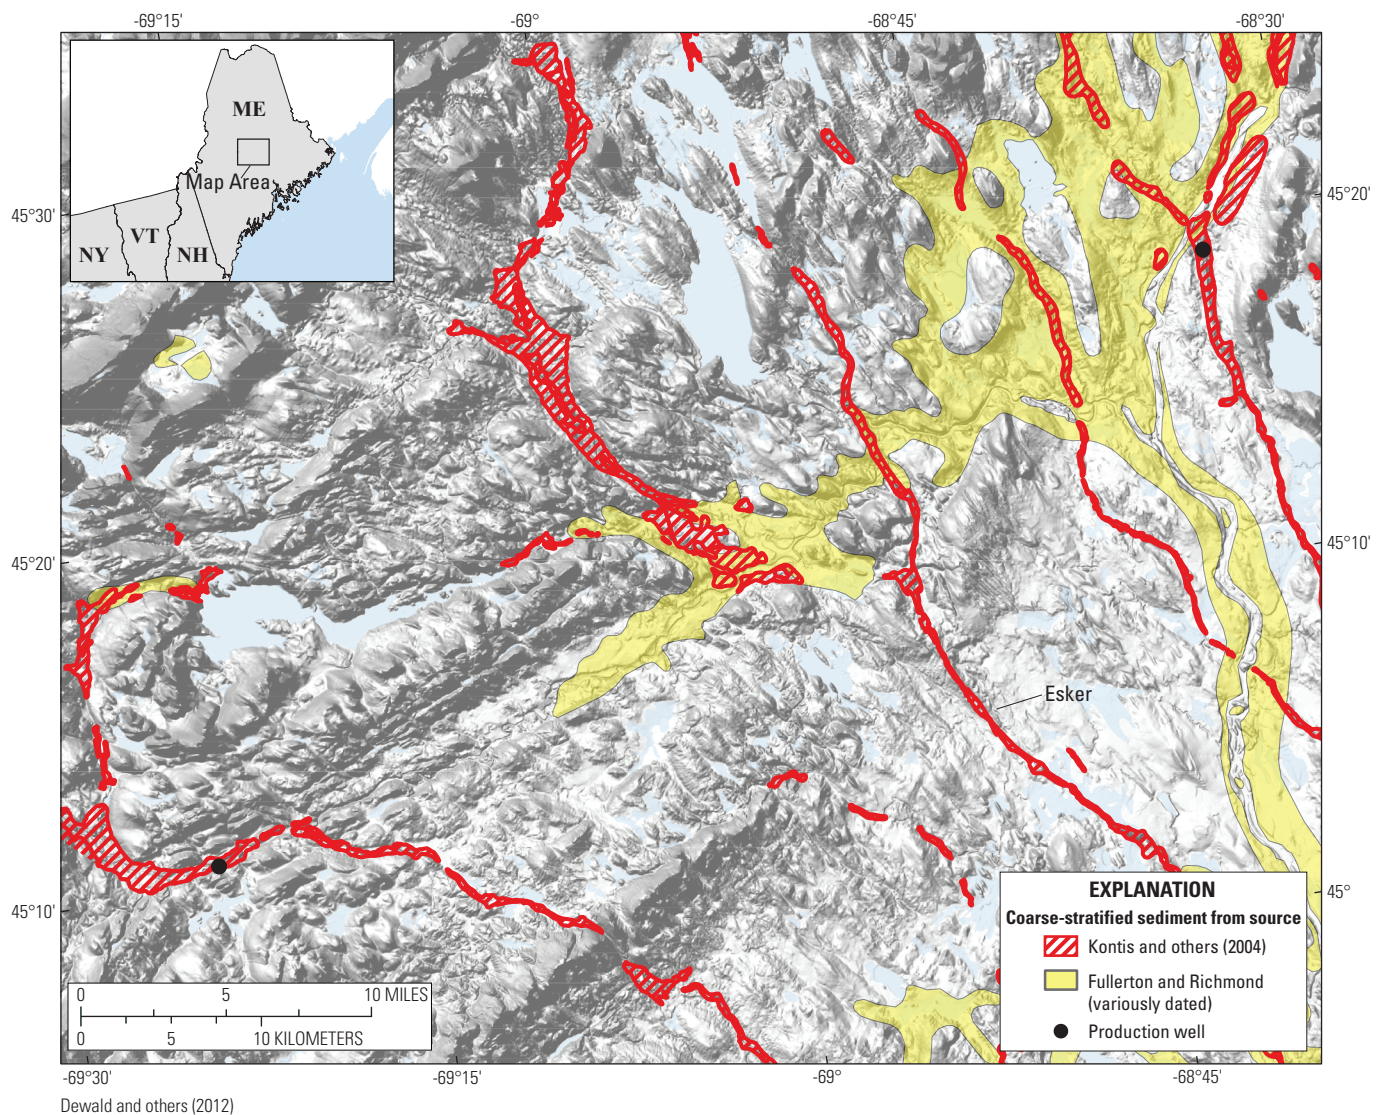 -69°15'
-69°
-68°45'
-68°30'
ME
Map Area
VT
NY
NH
45°30'
45°20'
45°20'
45°10'
45°10'
45°
Esker
EXPLANATION
Coarse-stratified sediment from source
Kontis and others (2004)
Fullerton and Richmond
(variously dated)
Production well
0 5 10 MILES
0 5 10 KILOMETERS
-69°30'
-69°15'
-69°
-68°45'
Dewald and others (2012)